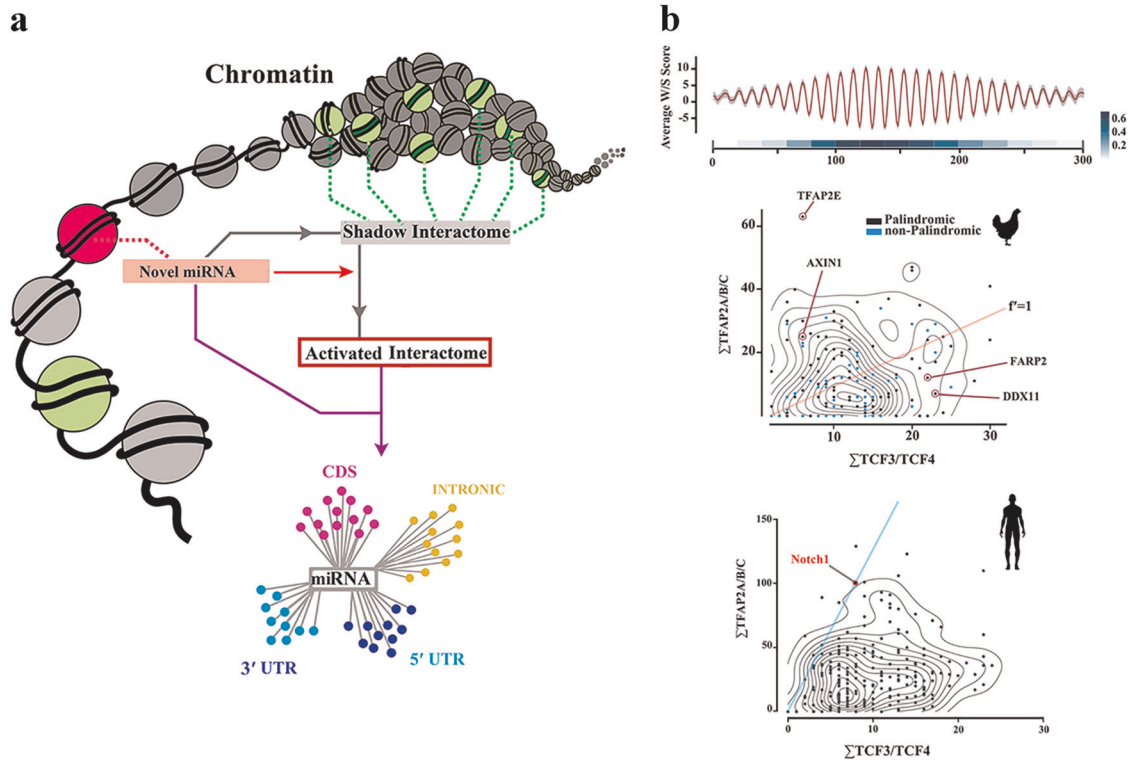 a
Chromatin
Shadow Interactome
Novel miRNA
Activated Interactome
CDS
INTRONIC
miRNA
3′ UTR
5′ UTR
b
Average W/S Score
10
5
0
-5
0.6
0.4
0.2
0
100
200
300
TFAP2E
60
Palindromic
non-Palindromic
AXIN1
40
f′=1
∑TFAP2A/B/C
20
FARP2
DDX11
10
20
30
∑TCF3/TCF4
150
Notch1
100
∑TFAP2A/B/C
50
0
0
10
20
30
∑TCF3/TCF4